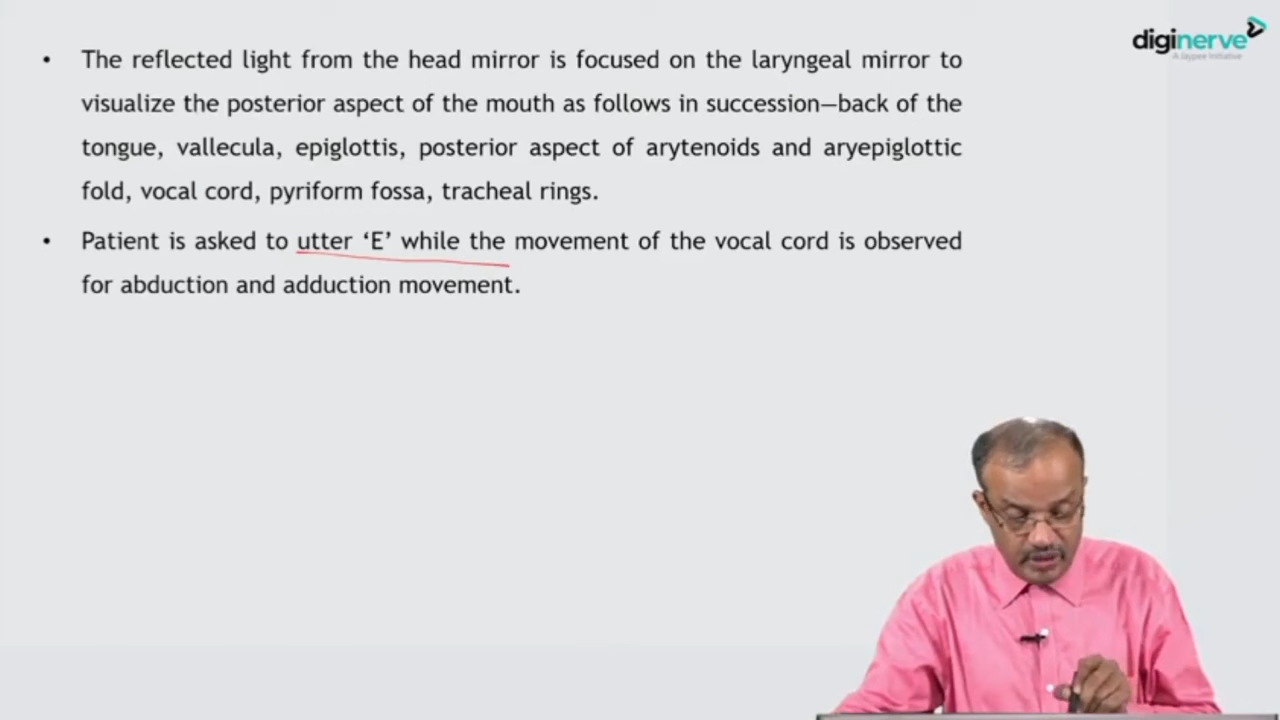 diginerve
A Jaypee Initiative
• The reflected light from the head mirror is focused on the laryngeal mirror to
visualize the posterior aspect of the mouth as follows in succession—back of the
tongue, vallecula, epiglottis, posterior aspect of arytenoids and aryepiglottic
fold, vocal cord, pyriform fossa, tracheal rings.
• Patient is asked to utter ‘E’ while the movement of the vocal cord is observed
for abduction and adduction movement.